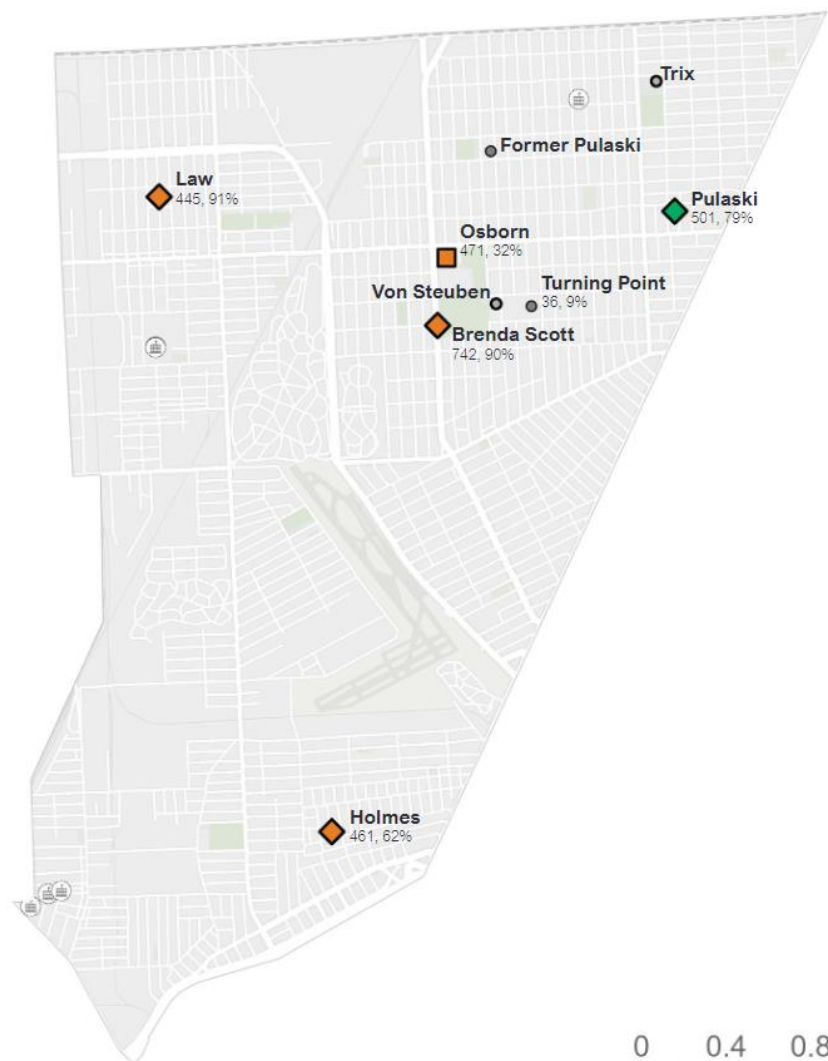 Trix
Former Pulaski
Law
445, 91%
Pulaski
501, 79%
Osborn
471, 32%
Von Steuben
Turning Point
36, 9%
Brenda Scott
742, 90%
Holmes
461, 62%
0 0.4 0.8